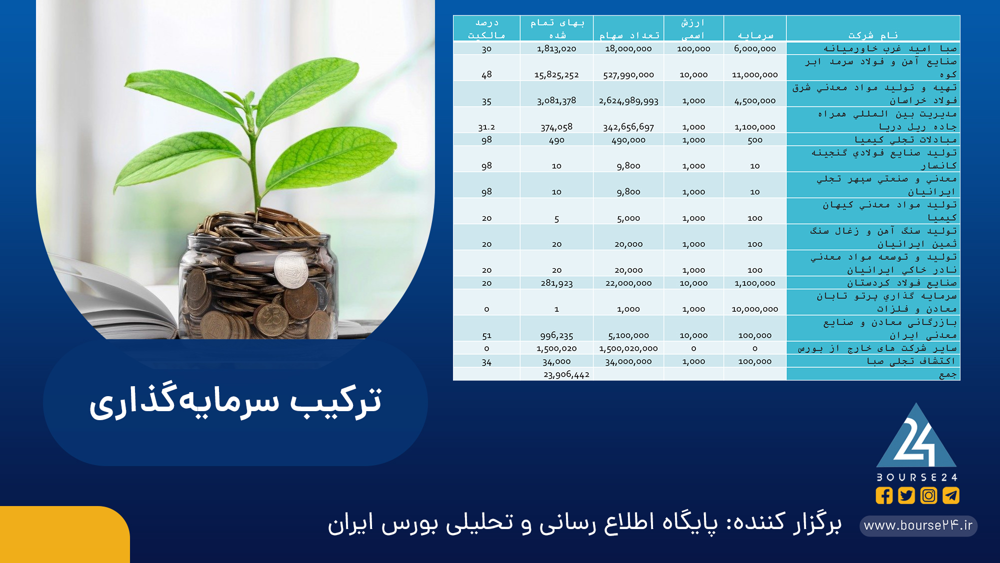 نام شرکت سرمایه ارزش اسمی تعداد سهام بهای تمام شده درصد مالکیت
صبا امید غرب خاورمیانه 6,000,000 100,000 18,000,000 1,813,020 30
صنایع آهن و فولاد سرمد ابر کوه 11,000,000 10,000 527,990,000 15,825,252 48
تهیه و تولید مواد معدني شرق فولاد خراسان 4,500,000 1,000 2,624,989,993 3,081,378 35
مدیریت بین المللي همراه جاده ریل دریا 1,100,000 1,000 342,656,697 374,058 31.2
مبادلات تجلي کیمیا 500 1,000 490,000 490 98
تولید صنایع فولادي گنجینه کانسار 10 1,000 9,800 10 98
معدني و صنعتي سپهر تجلي ایرانیان 10 1,000 9,800 10 98
تولید مواد معدني کیهان کیمیا 100 1,000 5,000 5 20
تولید سنگ آهن و زغال سنگ ثمین ایرانیان 100 1,000 20,000 20 20
تولید و توسعه مواد معدني نادر خاکي ایرانیان 100 1,000 20,000 20 20
صنایع فولاد کردستان 1,100,000 10,000 22,000,000 281,923 20
سرمایه گذاري پرتو تابان معادن و فلزات 10,000,000 1,000 1,000 1 0
بازرگانی معادن و صنایع معدنی ایران 100,000 10,000 5,100,000 996,235 51
سایر شرکت های خارج از بورس 0 0 1,500,020,000 1,500,020 0
اکتشاف تجلی صبا 100,000 1,000 34,000,000 34,000 34
جمع 23,906,442
ترکیب سرمایه‌گذاری
24
BOURSE24
برگزار کننده: پایگاه اطلاع رسانی و تحلیلی بورس ایران
www.bourse۲۴.ir